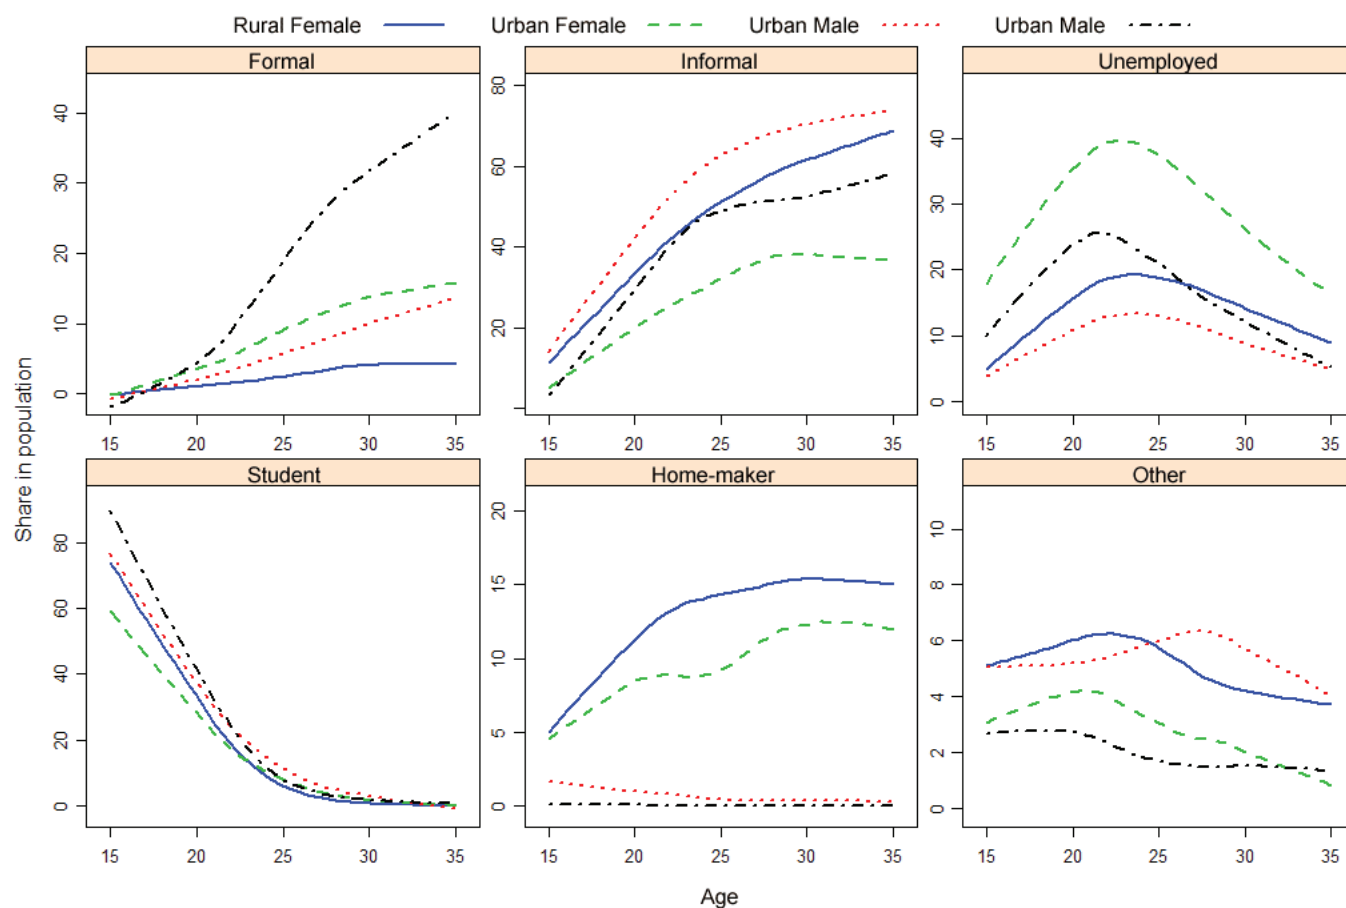 Rural Female Urban Female Urban Male Urban Male
Formal Informal Unemployed
40 30 20 10 0
80 60 40 20
40 30 20 10 0
15 20 25 30 35 15 20 25 30 35 15 20 25 30 35
Student Home-maker Other
80 60 40 20 0
20 15 10 5 0
10 8 6 4 2 0
15 20 25 30 35 15 20 25 30 35 15 20 25 30 35
Share in population
Age